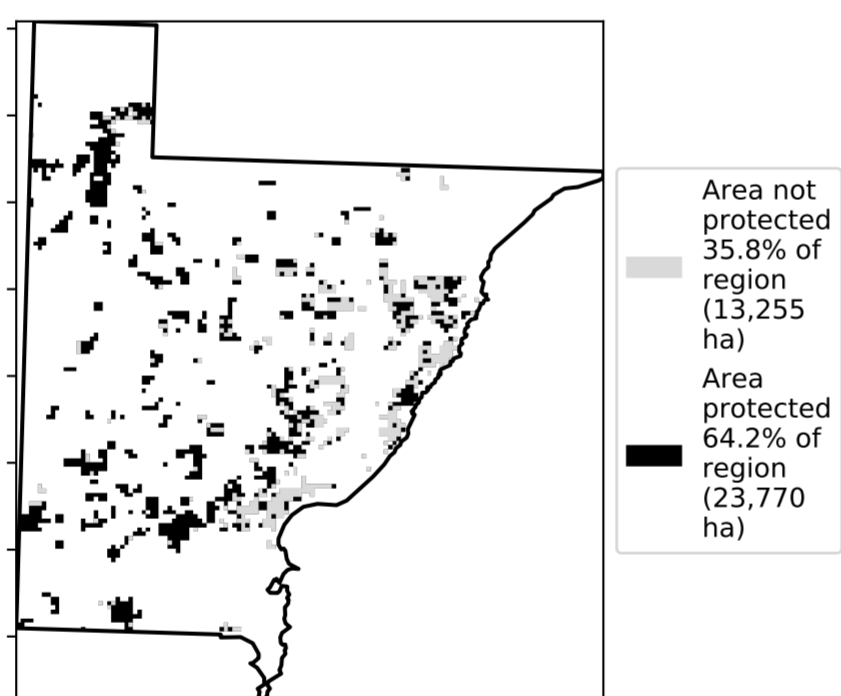 Area not
protected
35.8% of
region
(13,255
ha)
Area
protected
64.2% of
region
(23,770
ha)